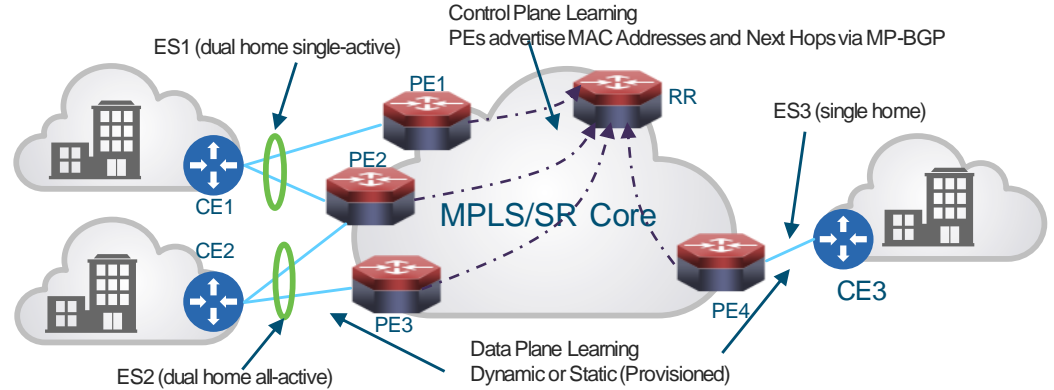 Control Plane Learning
PEs advertise MAC Addresses and Next Hops via MP-BGP
ES1 (dual home single-active)
PE1
RR
ES3 (single home)
PE2
CE1
MPLS/SR Core
CE2
CE3
PE3
PE4
Data Plane Learning
Dynamic or Static (Provisioned)
ES2 (dual home all-active)